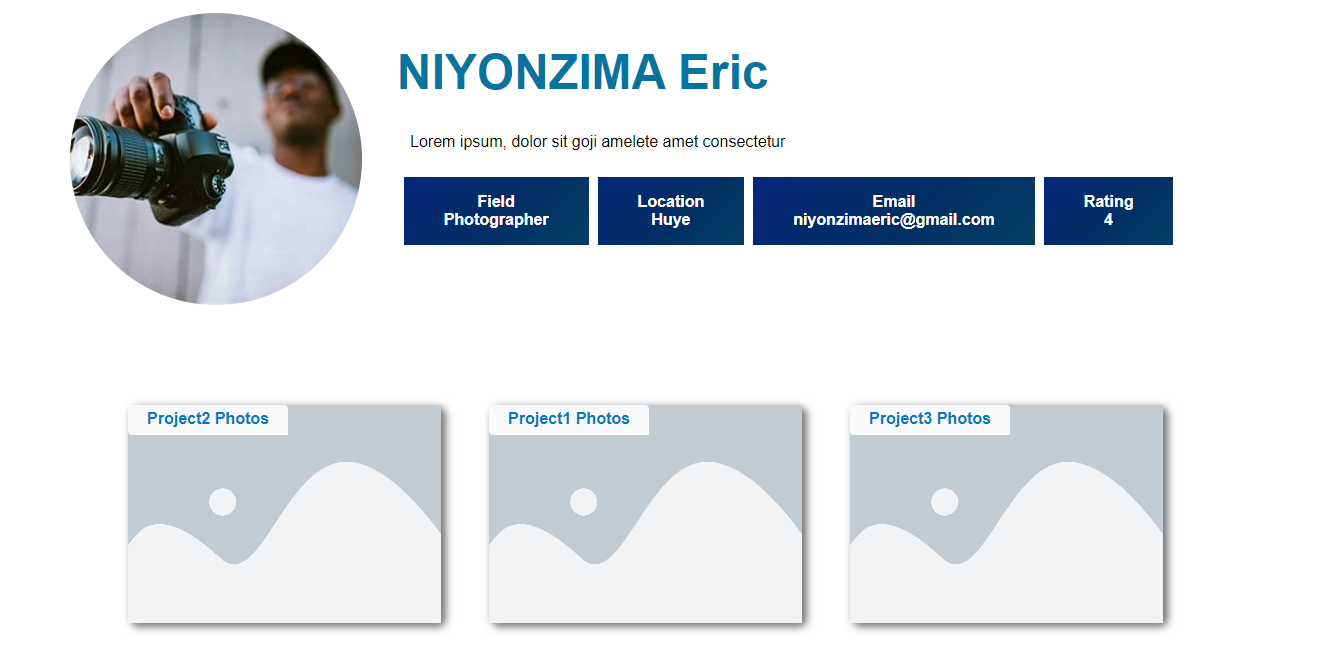 NIYONZIMA Eric
Lorem ipsum, dolor sit goji amelete amet consectetur
Field
Photographer
Location
Huye
Email
niyonzimaeric@gmail.com
Rating
4
Project2 Photos
Project1 Photos
Project3 Photos